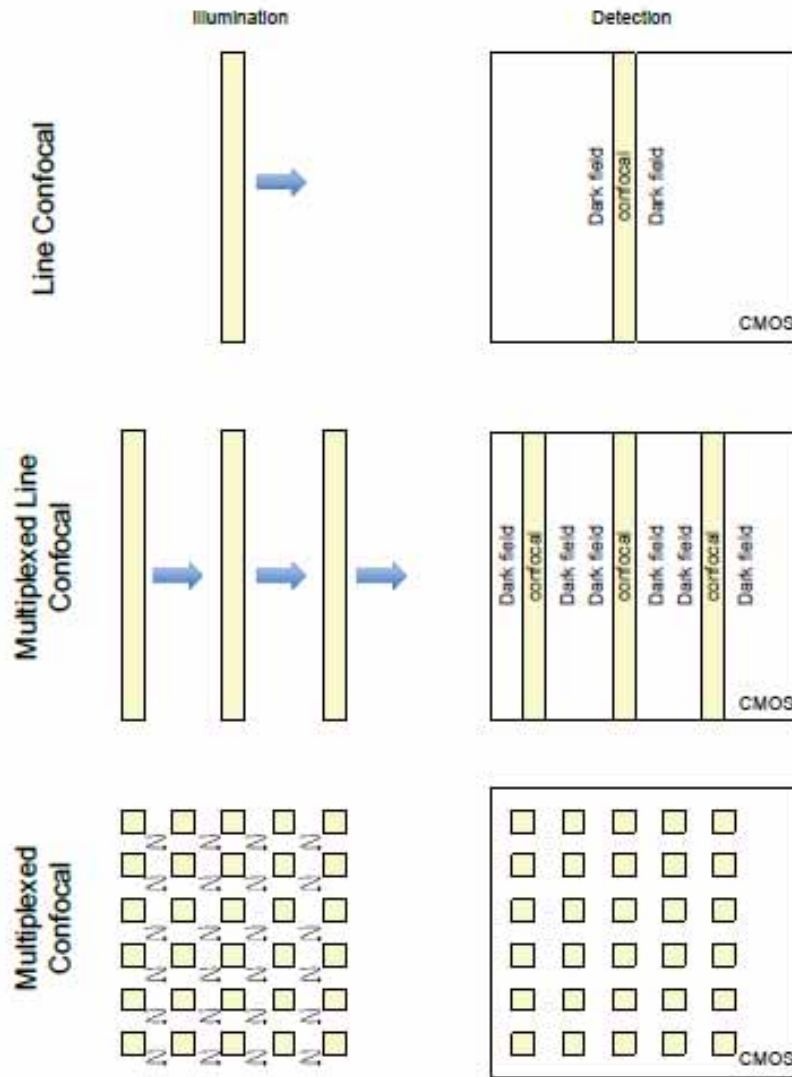 Illumination
Detection
Line Confocal
Dark field
confocal
Dark field
CMOS
Multiplexed Line
Confocal
Dark field
confocal
Dark field
Dark field
confocal
Dark field
Dark field
confocal
Dark field
CMOS
Multiplexed
Confocal
CMOS